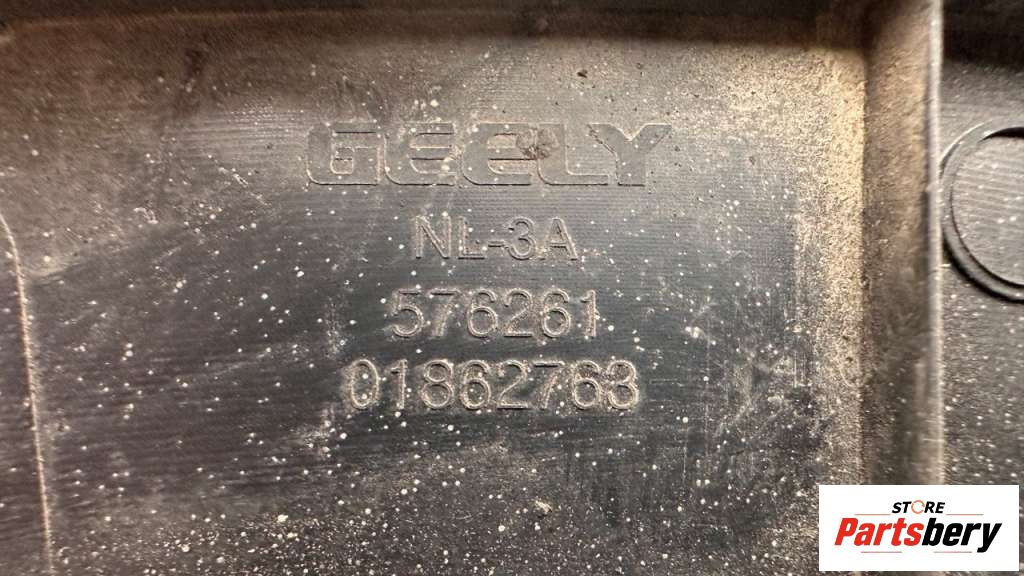 GEELY
NL-3A
576261
01862763
STORE
Partsbery